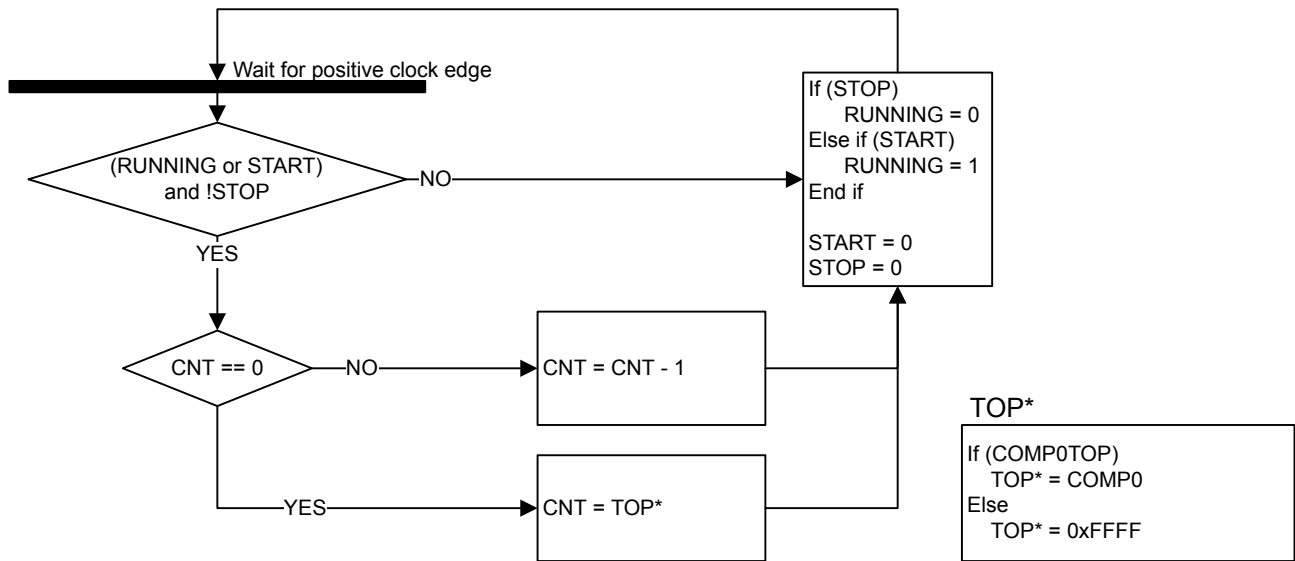 Wait for positive clock edge
If (STOP)
RUNNING = 0
Else if (START)
RUNNING = 1
End if
START = 0
STOP = 0
(RUNNING or START)
and !STOP
NO
YES
CNT == 0
NO
CNT = CNT - 1
YES
CNT = TOP*
TOP*
If (COMP0TOP)
TOP* = COMP0
Else
TOP* = 0xFFFF